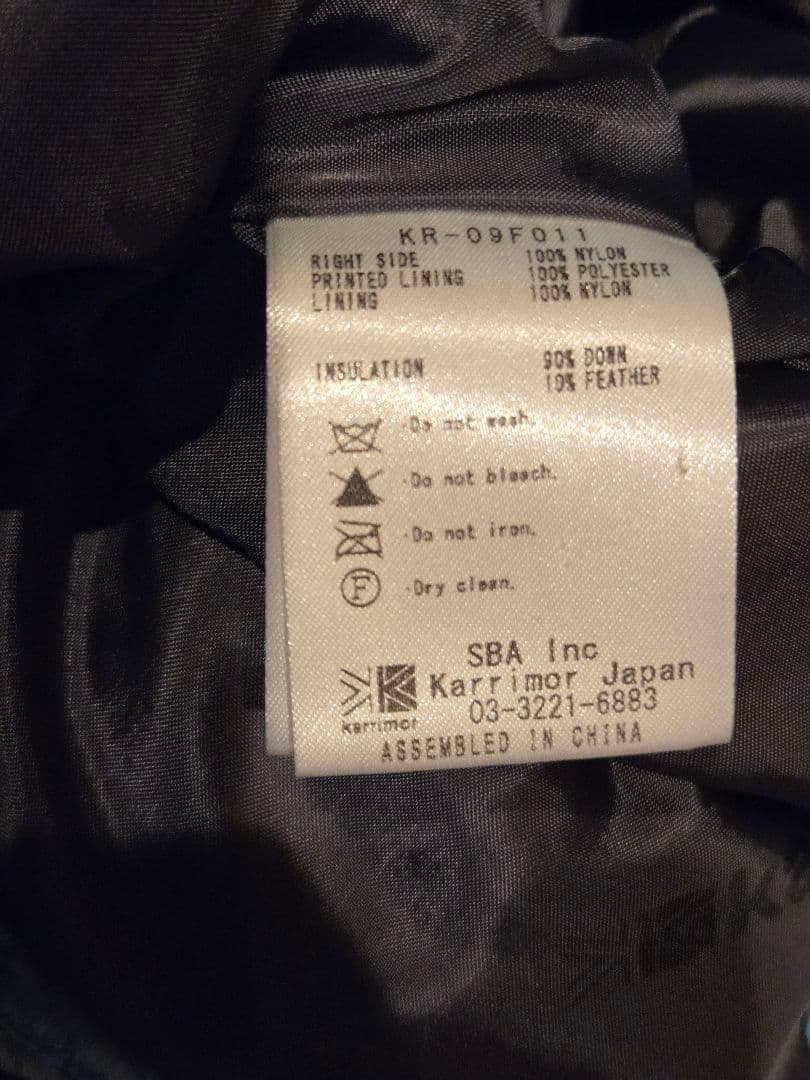 KR-09F011
RIGHT SIDE 100% NYLON
PRINTED LINING 100% POLYESTER
LINING 100% NYLON
INSULATION 90% DOWN
10% FEATHER
·Do not wash.
·Do not bleach.
·Do not iron.
F ·Dry clean.
SBA Inc
Karrimor Japan
karrimor
03-3221-6883
ASSEMBLED IN CHINA